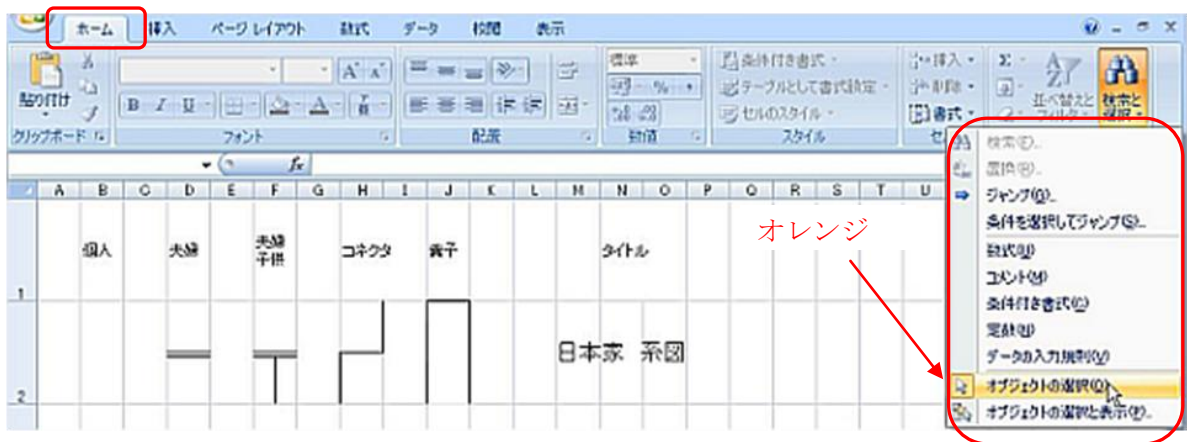 ホーム 挿入 ページ レイアウト 数式 データ 校閲 表示
貼り付け
B I U A
標準
%
条件付き書式
テーブルとして書式設定
セルのスタイル
挿入
削除
書式
Σ
並べ替えと
フィルタ
検索と
選択
クリップボード フォント 配置 数値 スタイル
fx
A B C D E F G H I J K L M N O P Q R S T U
個人 夫婦 夫婦
子供 コネクタ 養子 タイトル
1
日本家 系図
2
オレンジ
検索(F)...
置換(R)...
ジャンプ(G)...
条件を選択してジャンプ(S)...
数式(U)
コメント(M)
条件付き書式(C)
定数(N)
データの入力規則(V)
オブジェクトの選択(O)
オブジェクトの選択と表示(P)...